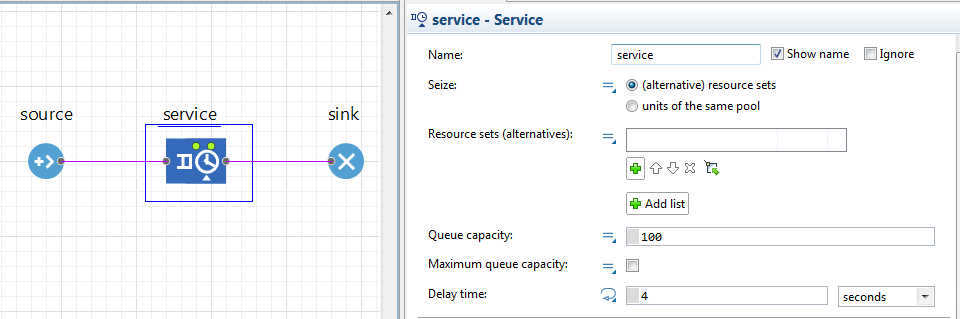 source
service
sink
service - Service
Name:
service
Show name
Ignore
Seize:
(alternative) resource sets
units of the same pool
Resource sets (alternatives):
Add list
Queue capacity:
100
Maximum queue capacity:
Delay time:
4
seconds